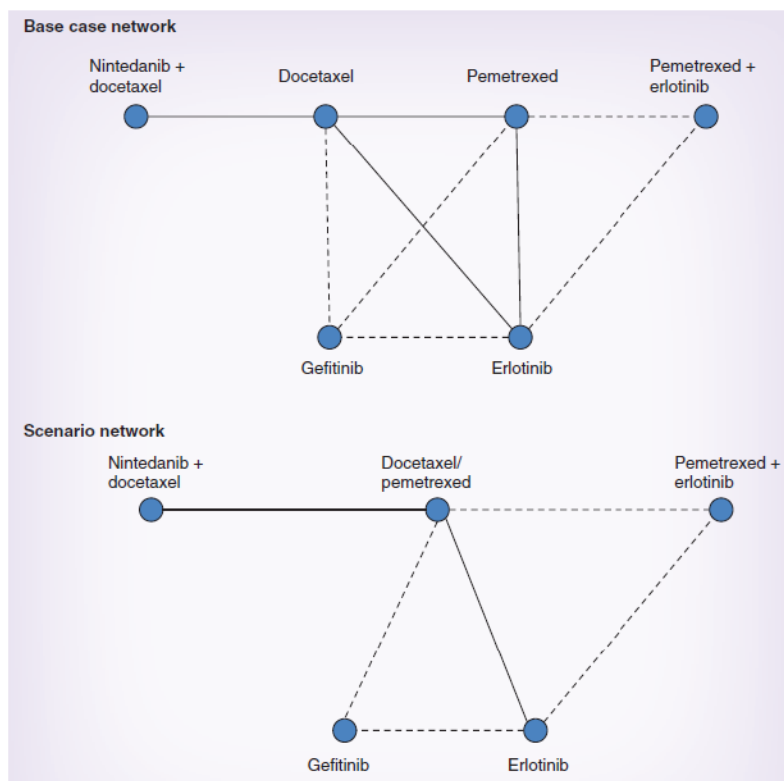 Base case network
Nintedanib +
docetaxel
Docetaxel
Pemetrexed
Pemetrexed +
erlotinib
Gefitinib
Erlotinib
Scenario network
Nintedanib +
docetaxel
Docetaxel/
pemetrexed
Pemetrexed +
erlotinib
Gefitinib
Erlotinib